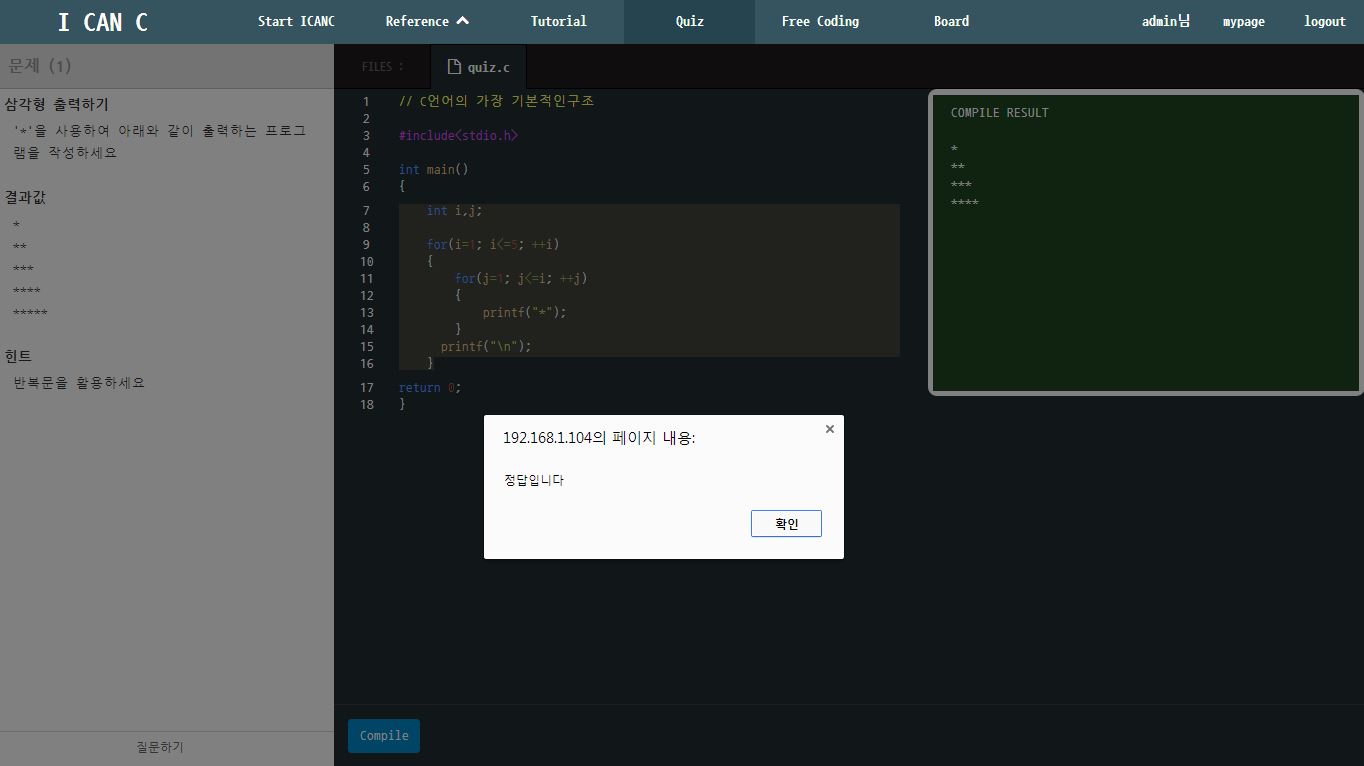 I CAN C Start ICANC Reference Tutorial Quiz Free Coding Board admin님 mypage logout
문제 (1)
삼각형 출력하기
'*'을 사용하여 아래와 같이 출력하는 프로그
램을 작성하세요
결과값
*
**
***
****
*****
힌트
반복문을 활용하세요
질문하기
FILES : quiz.c
1 // C언어의 가장 기본적인구조
2
3 #include<stdio.h>
4
5 int main()
6 {
7 int i,j;
8
9 for(i=1; i<=5; ++i)
10 {
11 for(j=1; j<=i; ++j)
12 {
13 printf("*");
14 }
15 printf("\n");
16 }
17 return 0;
18 }
COMPILE RESULT
*
**
***
****
192.168.1.104의 페이지 내용:
정답입니다
확인
Compile